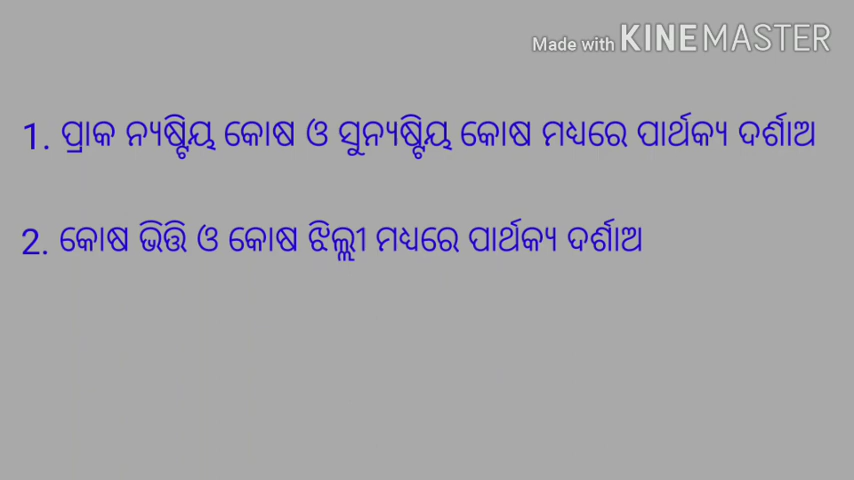 Made with KINEMASTER
1. ପ୍ରାକ ନ୍ୟଷ୍ଟିୟ କୋଷ ଓ ସୁନ୍ୟଷ୍ଟିୟ କୋଷ ମଧ୍ୟରେ ପାର୍ଥକ୍ୟ ଦର୍ଶାଅ
2. କୋଷ ଭିତ୍ତି ଓ କୋଷ ଝିଲ୍ଲୀ ମଧ୍ୟରେ ପାର୍ଥକ୍ୟ ଦର୍ଶାଅ